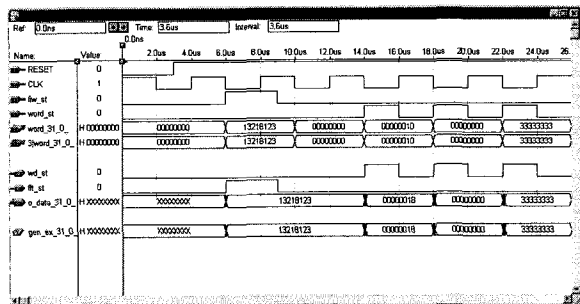 Ref: 0.0ns Time: 3.6us Interval: 3.6us
0.0ns
Name: Value: 2.0us 4.0us 6.0us 8.0us 10.0us 12.0us 14.0us 16.0us 18.0us 20.0us 22.0us 24.0us 26.
RESET 0
CLK 1
fiw_st 0
word_st 0
word_31_0_ H 00000000 00000000 13218123 00000000 00000010 00000000 33333333
word_31_0_ H 00000000 00000000 13218123 00000000 00000010 00000000 33333333
wd_st 0
flt_st 0
o_data_31_0_ H XXXXXXXX XXXXXXXX 13218123 00000018 00000000 33333333
gen_ex_31_0_ H XXXXXXXX XXXXXXXX 13218123 00000018 00000000 33333333